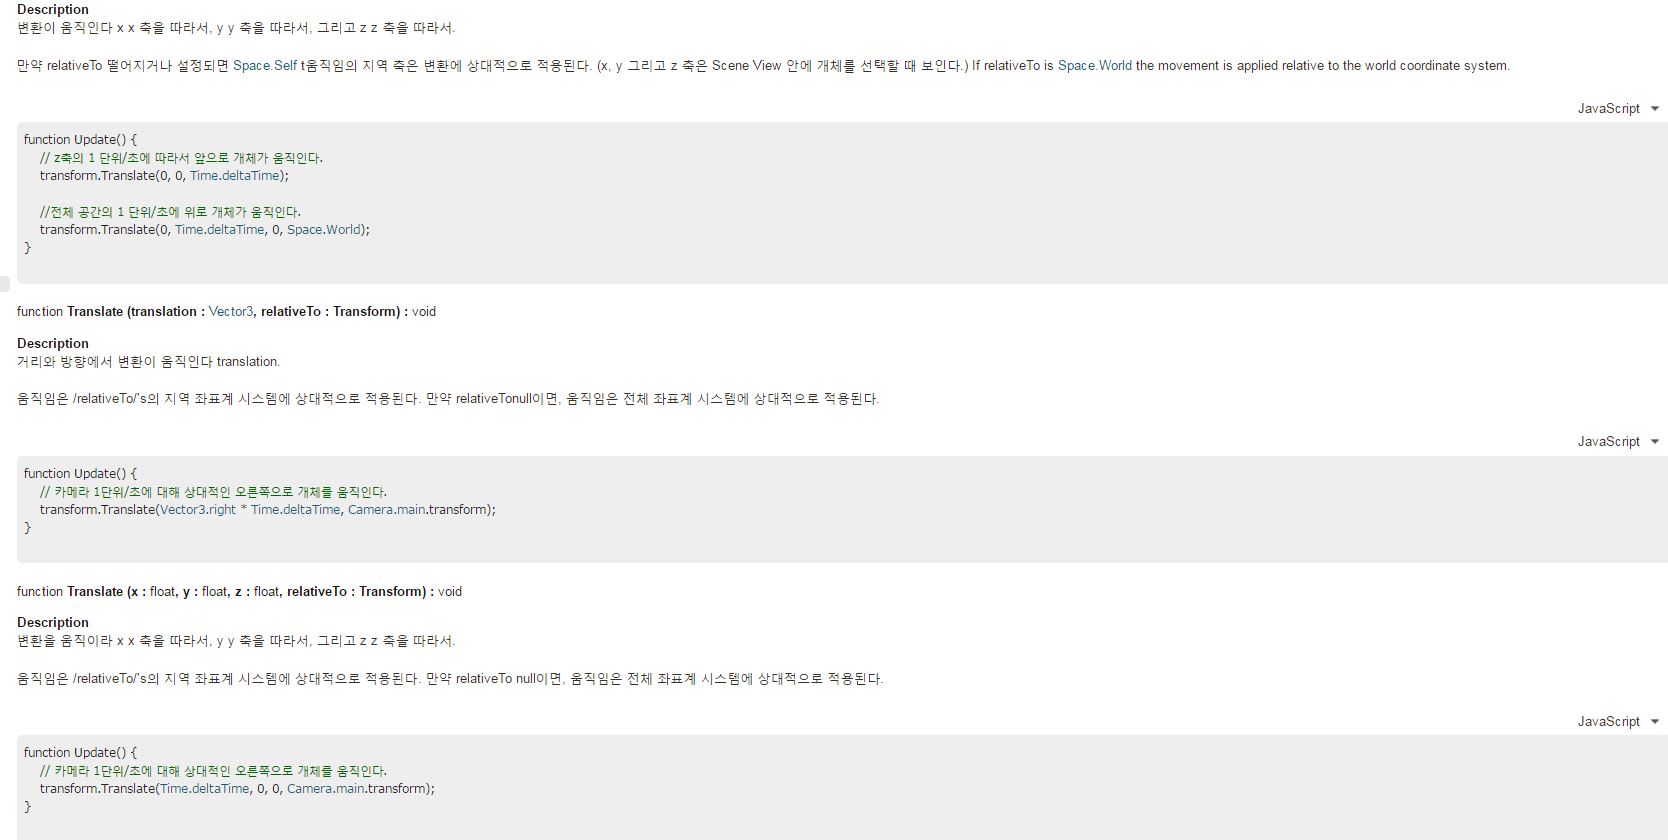 Description
변환이 움직인다 x x 축을 따라서, y y 축을 따라서, 그리고 z z 축을 따라서.
만약 relativeTo 떨어지거나 설정되면 Space.Self t움직임의 지역 축은 변환에 상대적으로 적용된다. (x, y 그리고 z 축은 Scene View 안에 개체를 선택할 때 보인다.) If relativeTo is Space.World the movement is applied relative to the world coordinate system.
JavaScript
function Update() {
// z축의 1 단위/초에 따라서 앞으로 개체가 움직인다.
transform.Translate(0, 0, Time.deltaTime);
//전체 공간의 1 단위/초에 위로 개체가 움직인다.
transform.Translate(0, Time.deltaTime, 0, Space.World);
}
function Translate (translation : Vector3, relativeTo : Transform) : void
Description
거리와 방향에서 변환이 움직인다 translation.
움직임은 /relativeTo/'s의 지역 좌표계 시스템에 상대적으로 적용된다. 만약 relativeTonull이면, 움직임은 전체 좌표계 시스템에 상대적으로 적용된다.
JavaScript
function Update() {
// 카메라 1단위/초에 대해 상대적인 오른쪽으로 개체를 움직인다.
transform.Translate(Vector3.right * Time.deltaTime, Camera.main.transform);
}
function Translate (x : float, y : float, z : float, relativeTo : Transform) : void
Description
변환을 움직이라 x x 축을 따라서, y y 축을 따라서, 그리고 z z 축을 따라서.
움직임은 /relativeTo/'s의 지역 좌표계 시스템에 상대적으로 적용된다. 만약 relativeTo null이면, 움직임은 전체 좌표계 시스템에 상대적으로 적용된다.
JavaScript
function Update() {
// 카메라 1단위/초에 대해 상대적인 오른쪽으로 개체를 움직인다.
transform.Translate(Time.deltaTime, 0, 0, Camera.main.transform);
}